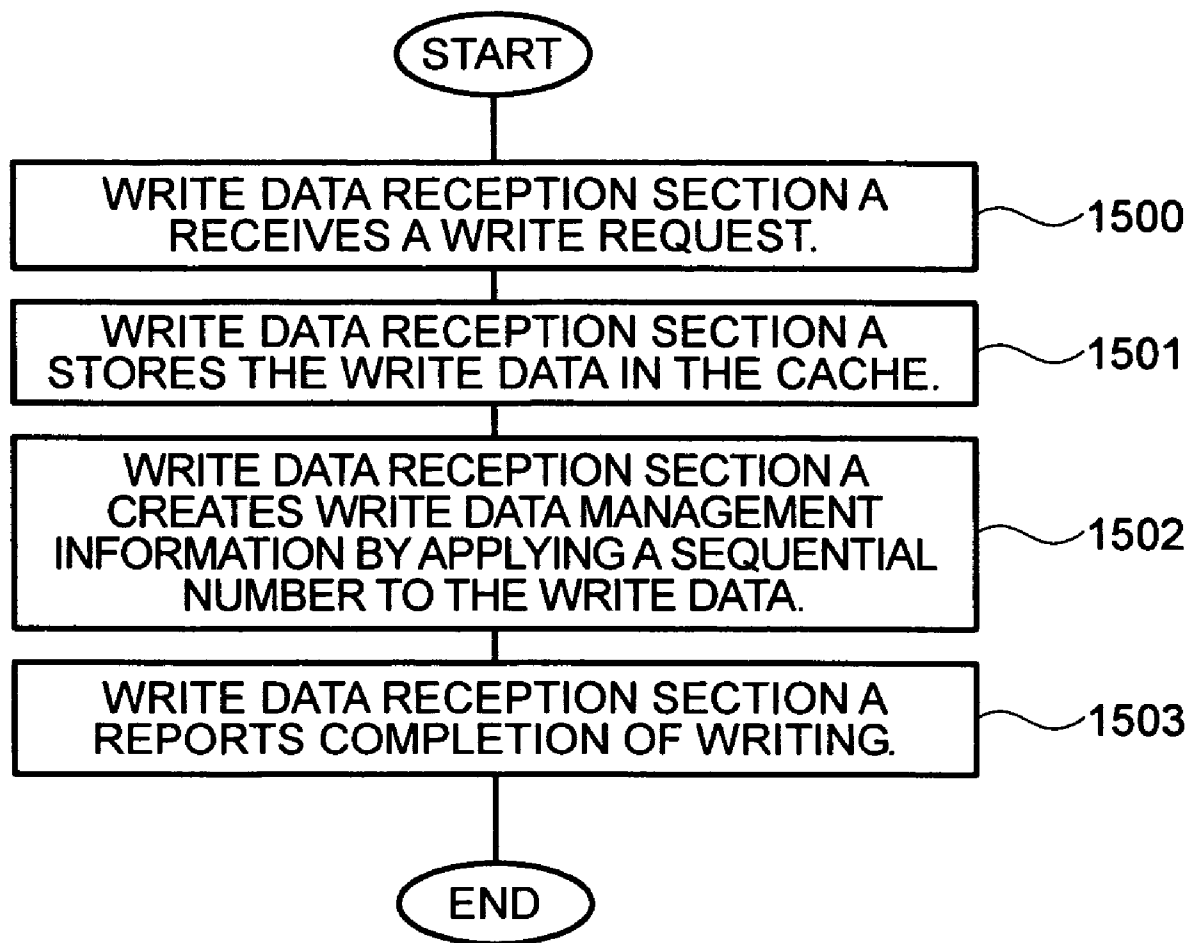 START
WRITE DATA RECEPTION SECTION A
RECEIVES A WRITE REQUEST.
1500
WRITE DATA RECEPTION SECTION A
STORES THE WRITE DATA IN THE CACHE.
1501
WRITE DATA RECEPTION SECTION A
CREATES WRITE DATA MANAGEMENT
INFORMATION BY APPLYING A SEQUENTIAL
NUMBER TO THE WRITE DATA.
1502
WRITE DATA RECEPTION SECTION A
REPORTS COMPLETION OF WRITING.
1503
END